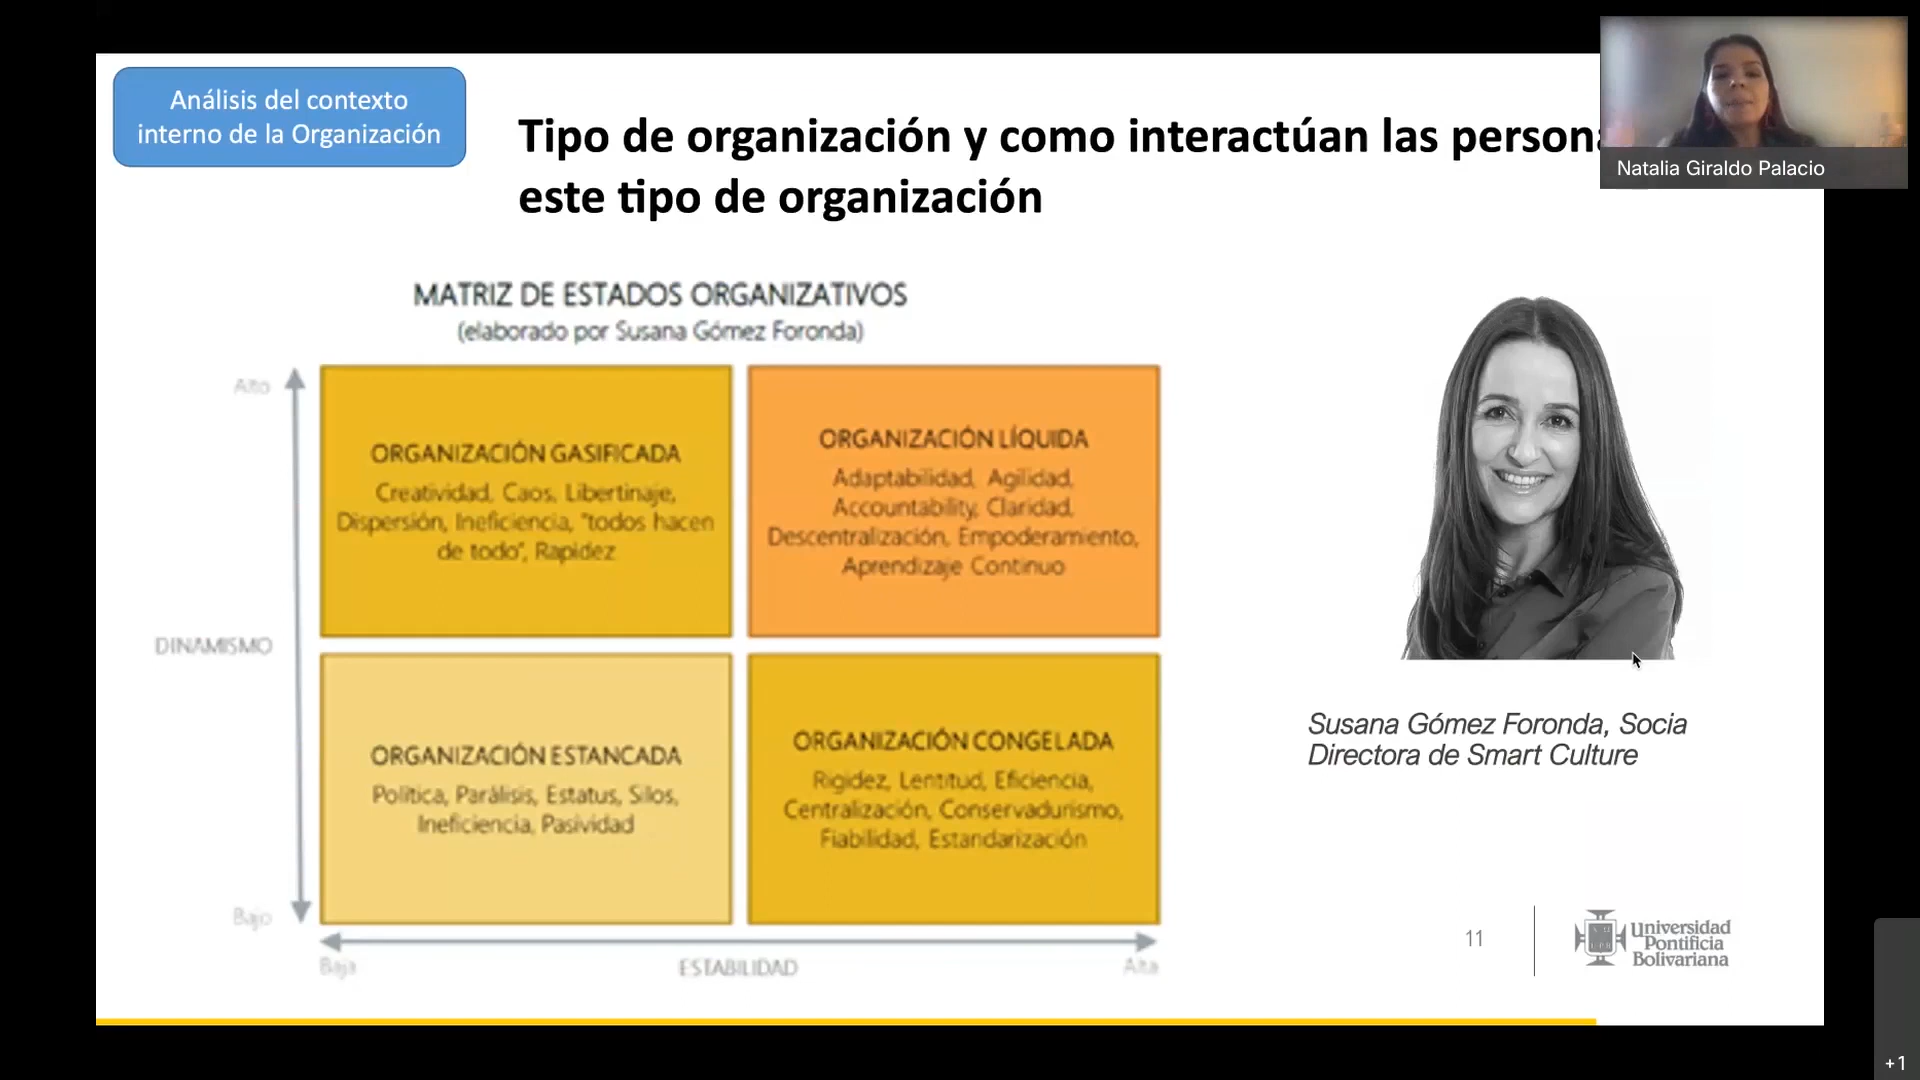 Análisis del contexto
interno de la Organización
Tipo de organización y como interactúan las persona
este tipo de organización
Natalia Giraldo Palacio
MATRIZ DE ESTADOS ORGANIZATIVOS
(elaborado por Susana Gómez Foronda)
Alto
ORGANIZACIÓN GASIFICADA
Creatividad, Caos, Libertinaje,
Dispersión, Ineficiencia, "todos hacen
de todo", Rapidez
ORGANIZACIÓN LÍQUIDA
Adaptabilidad, Agilidad,
Accountability, Claridad,
Descentralización, Empoderamiento,
Aprendizaje Continuo
DINAMISMO
ORGANIZACIÓN ESTANCADA
Política, Parálisis, Estatus, Silos,
Ineficiencia, Pasividad
ORGANIZACIÓN CONGELADA
Rigidez, Lentitud, Eficiencia,
Centralización, Conservadurismo,
Fiabilidad, Estandarización
Bajo
Baja
ESTABILIDAD
Alta
Susana Gómez Foronda, Socia
Directora de Smart Culture
11
Universidad
Pontificia
Bolivariana
+1